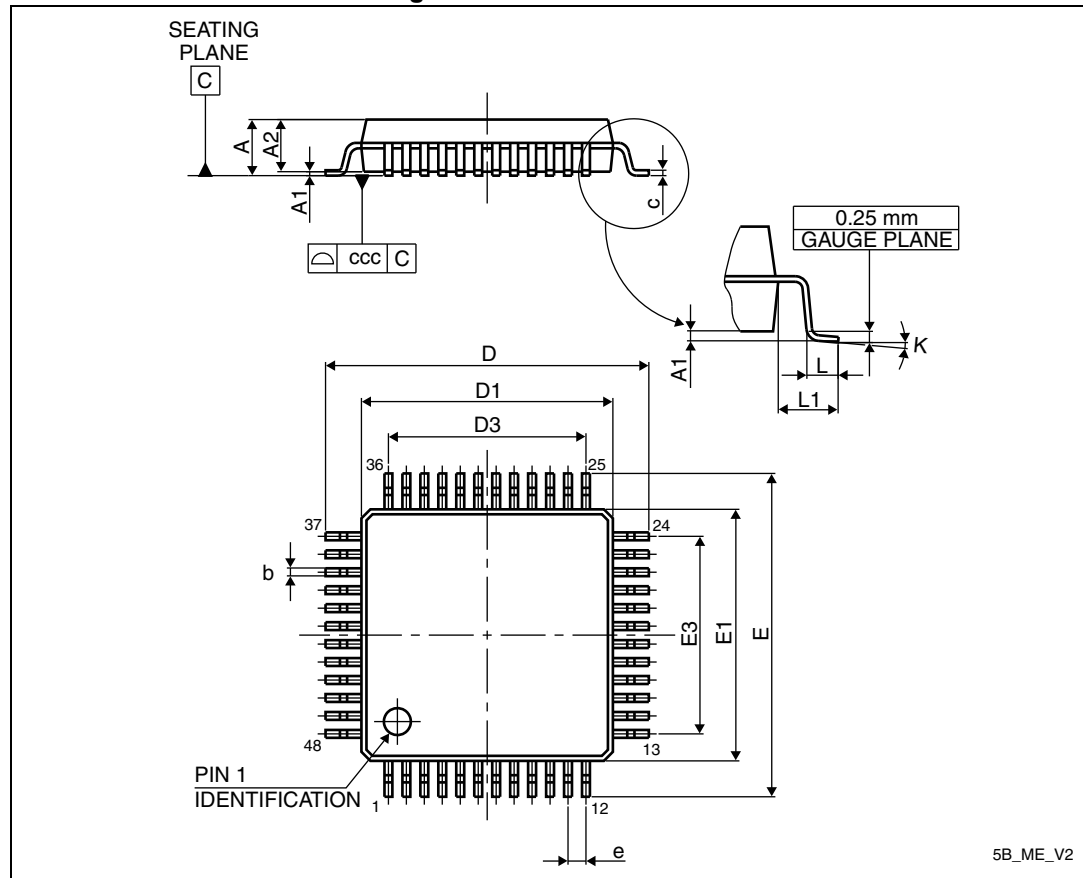 SEATING
PLANE
C
A
A2
A1
c
ccc C
0.25 mm
GAUGE PLANE
A1
K
L
L1
D
D1
D3
36
25
37
24
b
E3
E1
E
48
13
PIN 1
IDENTIFICATION
1
12
e
5B_ME_V2